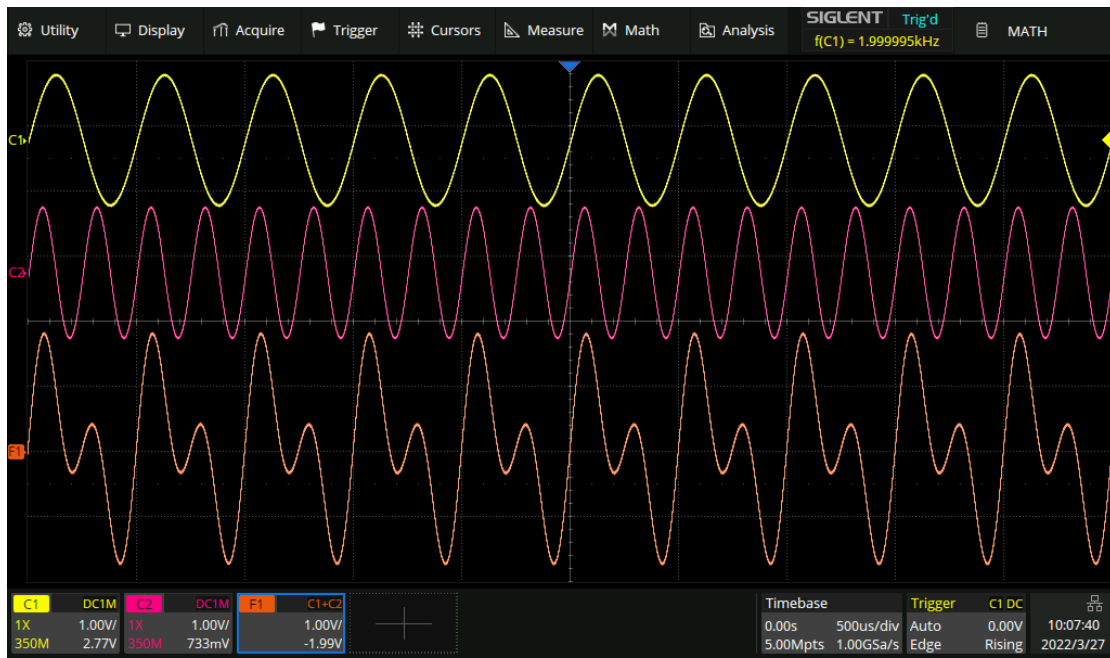 Utility Display Acquire Trigger Cursors Measure Math Analysis SIGLENT Trig'd MATH
f(C1) = 1.999995kHz
C1
C2
F1
C1 DC1M C2 DC1M F1 C1+C2 Timebase Trigger C1 DC
1X 1.00V/ 1X 1.00V/ 1.00V/ 0.00s 500us/div Auto 0.00V 10:07:40
350M 2.77V 350M 733mV -1.99V 5.00Mpts 1.00GSa/s Edge Rising 2022/3/27